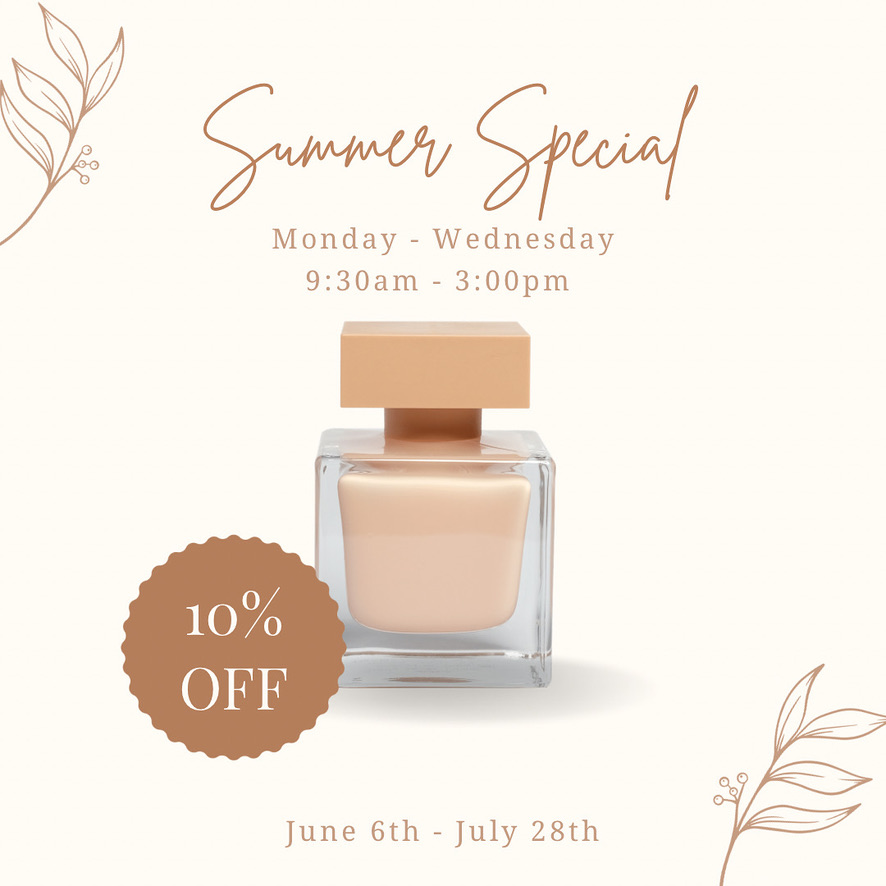 Summer Special
Monday - Wednesday
9:30am - 3:00pm
10%
OFF
June 6th - July 28th